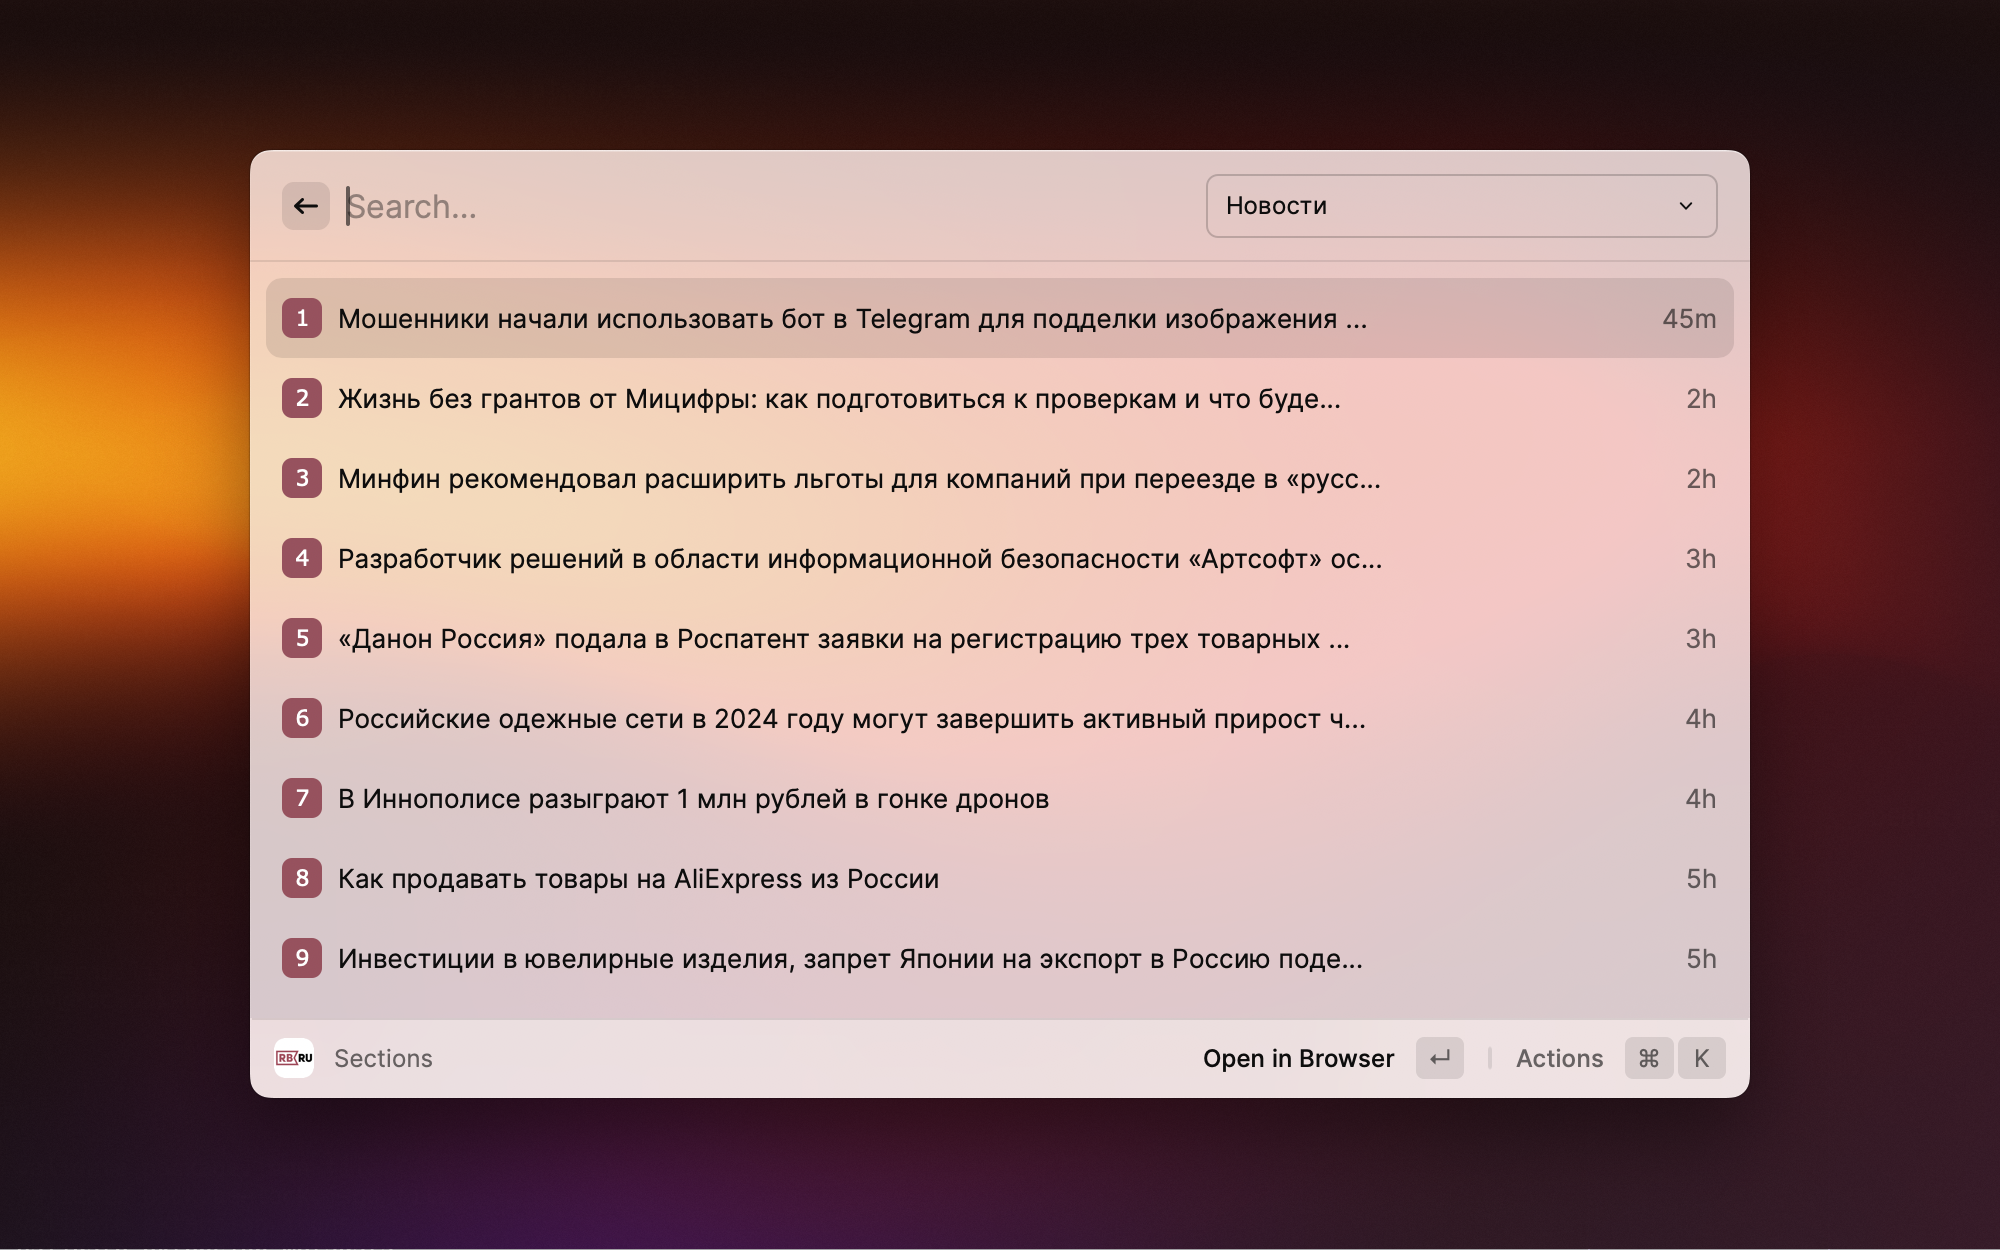 Search...
Новости
1 Мошенники начали использовать бот в Telegram для подделки изображения ... 45m
2 Жизнь без грантов от Мицифры: как подготовиться к проверкам и что буде... 2h
3 Минфин рекомендовал расширить льготы для компаний при переезде в «русс... 2h
4 Разработчик решений в области информационной безопасности «Артсофт» ос... 3h
5 «Данон Россия» подала в Роспатент заявки на регистрацию трех товарных ... 3h
6 Российские одежные сети в 2024 году могут завершить активный прирост ч... 4h
7 В Иннополисе разыграют 1 млн рублей в гонке дронов 4h
8 Как продавать товары на AliExpress из России 5h
9 Инвестиции в ювелирные изделия, запрет Японии на экспорт в Россию поде... 5h
RB RU Sections Open in Browser Actions ⌘ K